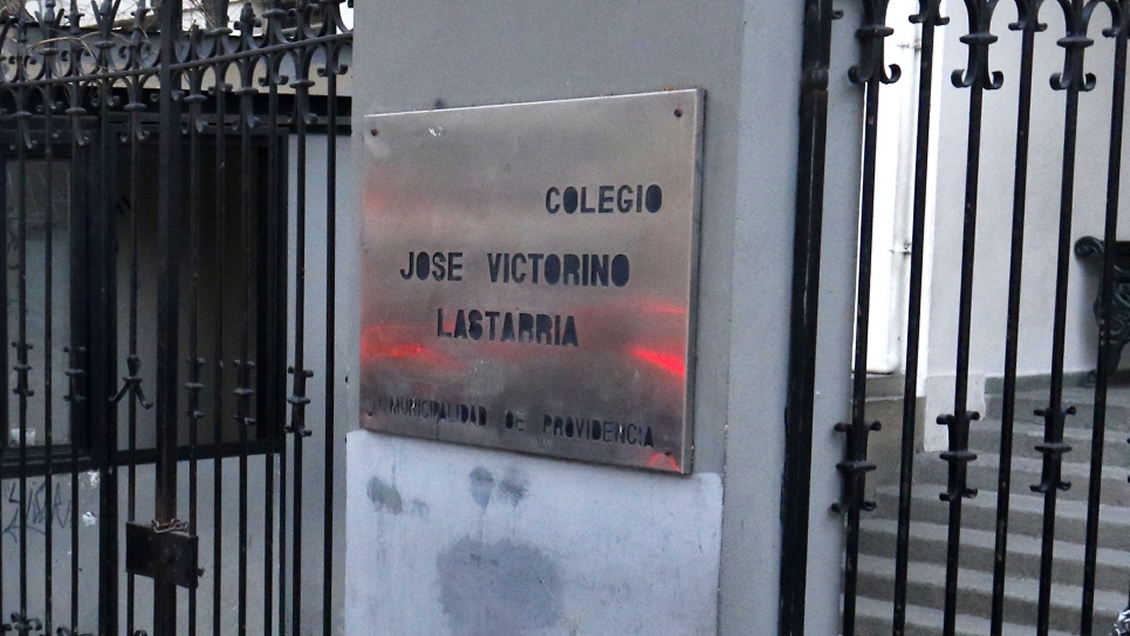 COLEGIO
JOSE VICTORINO
LASTARRIA
I. MUNICIPALIDAD DE PROVIDENCIA